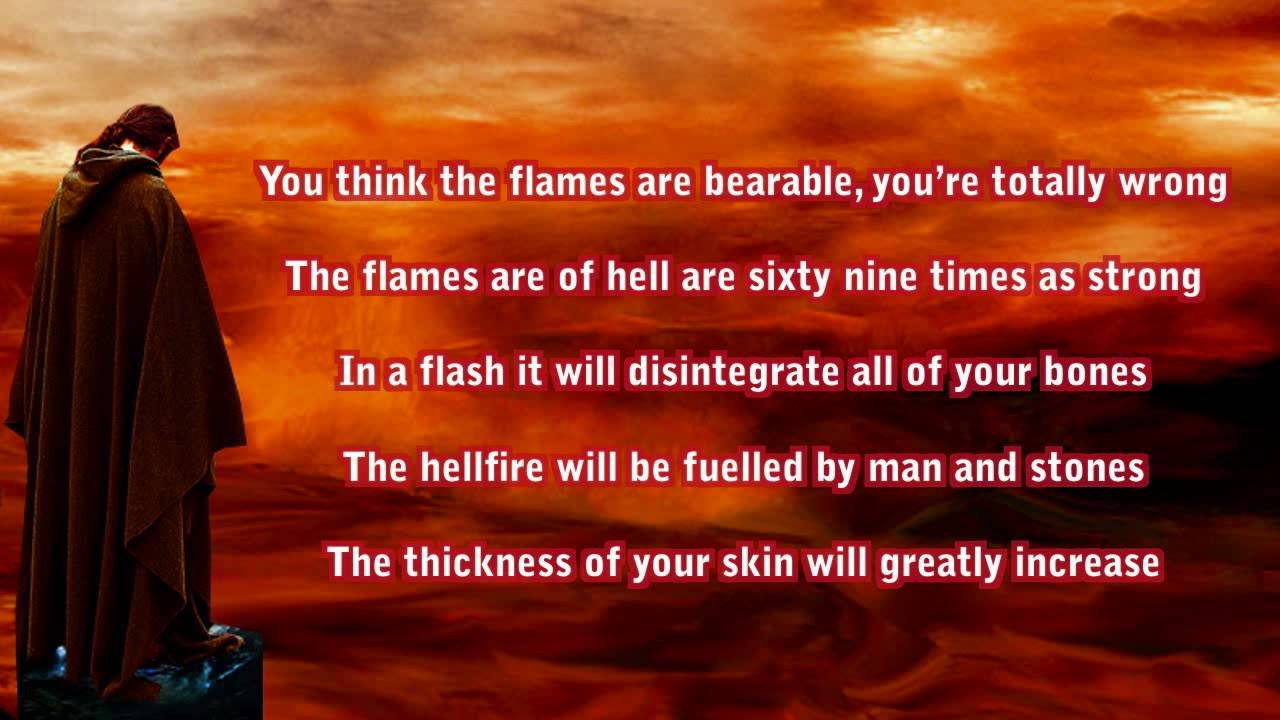 You think the flames are bearable, you’re totally wrong
The flames are of hell are sixty nine times as strong
In a flash it will disintegrate all of your bones
The hellfire will be fuelled by man and stones
The thickness of your skin will greatly increase